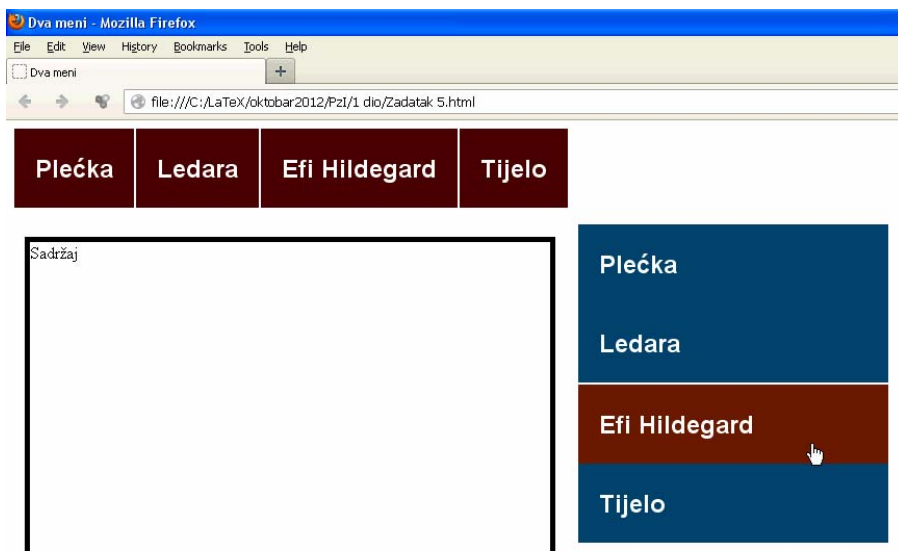 Dva meni - Mozilla Firefox
File Edit View History Bookmarks Tools Help
Dva meni +
file:///C:/LaTeX/oktobar2012/PzI/1 dio/Zadatak 5.html
Plećka Ledara Efi Hildegard Tijelo
Sadržaj
Plećka
Ledara
Efi Hildegard
Tijelo